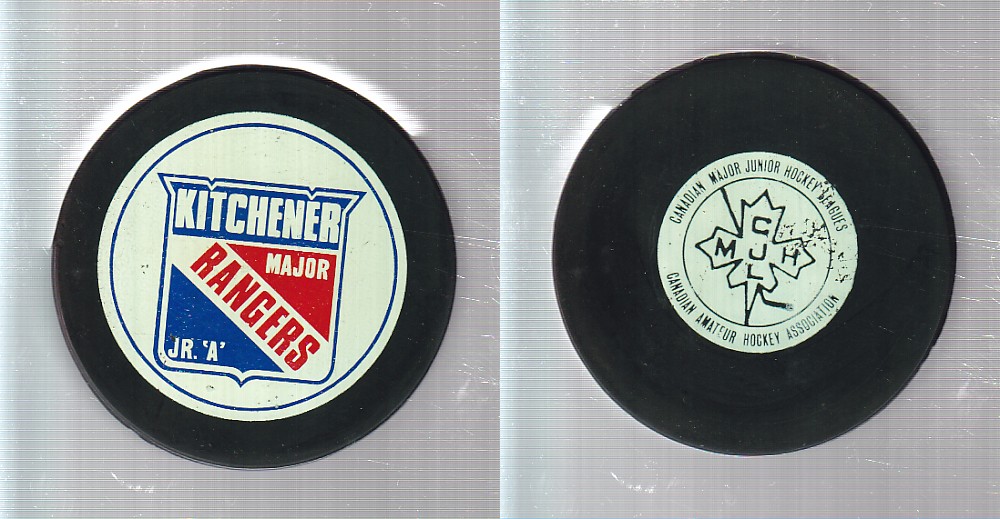 KITCHENER
MAJOR
RANGERS
JR. 'A'
CANADIAN MAJOR JUNIOR HOCKEY LEAGUES
C
M J H
L
CANADIAN AMATEUR HOCKEY ASSOCIATION